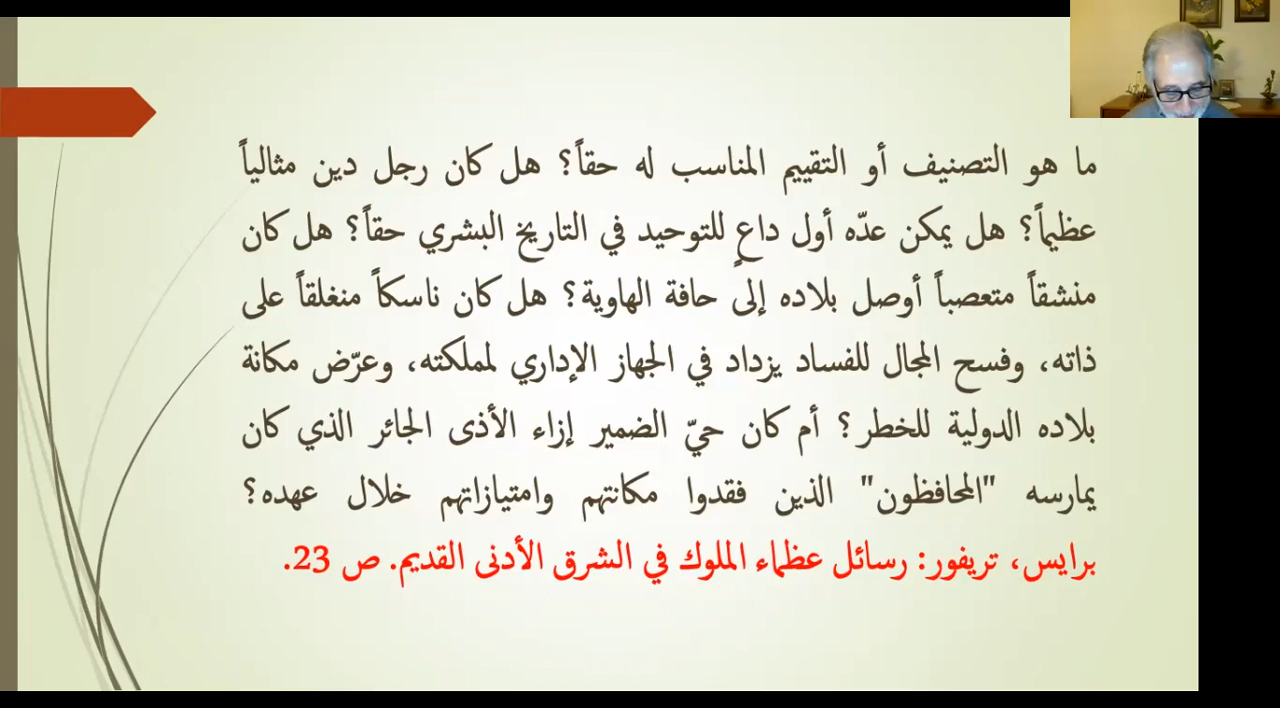 ما هو التصنيف أو التقييم المناسب له حقاً؟ هل كان رجل دين مثالياً
عظيماً؟ هل يمكن عدّه أول داعٍ للتوحيد في التاريخ البشري حقاً؟ هل كان
منشقاً متعصباً أوصل بلاده إلى حافة الهاوية؟ هل كان ناسكاً منغلقاً على
ذاته، وفسح المجال للفساد يزداد في الجهاز الإداري لمملكته، وعرّض مكانة
بلاده الدولية للخطر؟ أم كان حيّ الضمير إزاء الأذى الجائر الذي كان
يمارسه "المحافظون" الذين فقدوا مكانتهم وامتيازاتهم خلال عهده؟
برايس، تريفور: رسائل عظماء الملوك في الشرق الأدنى القديم. ص 23.